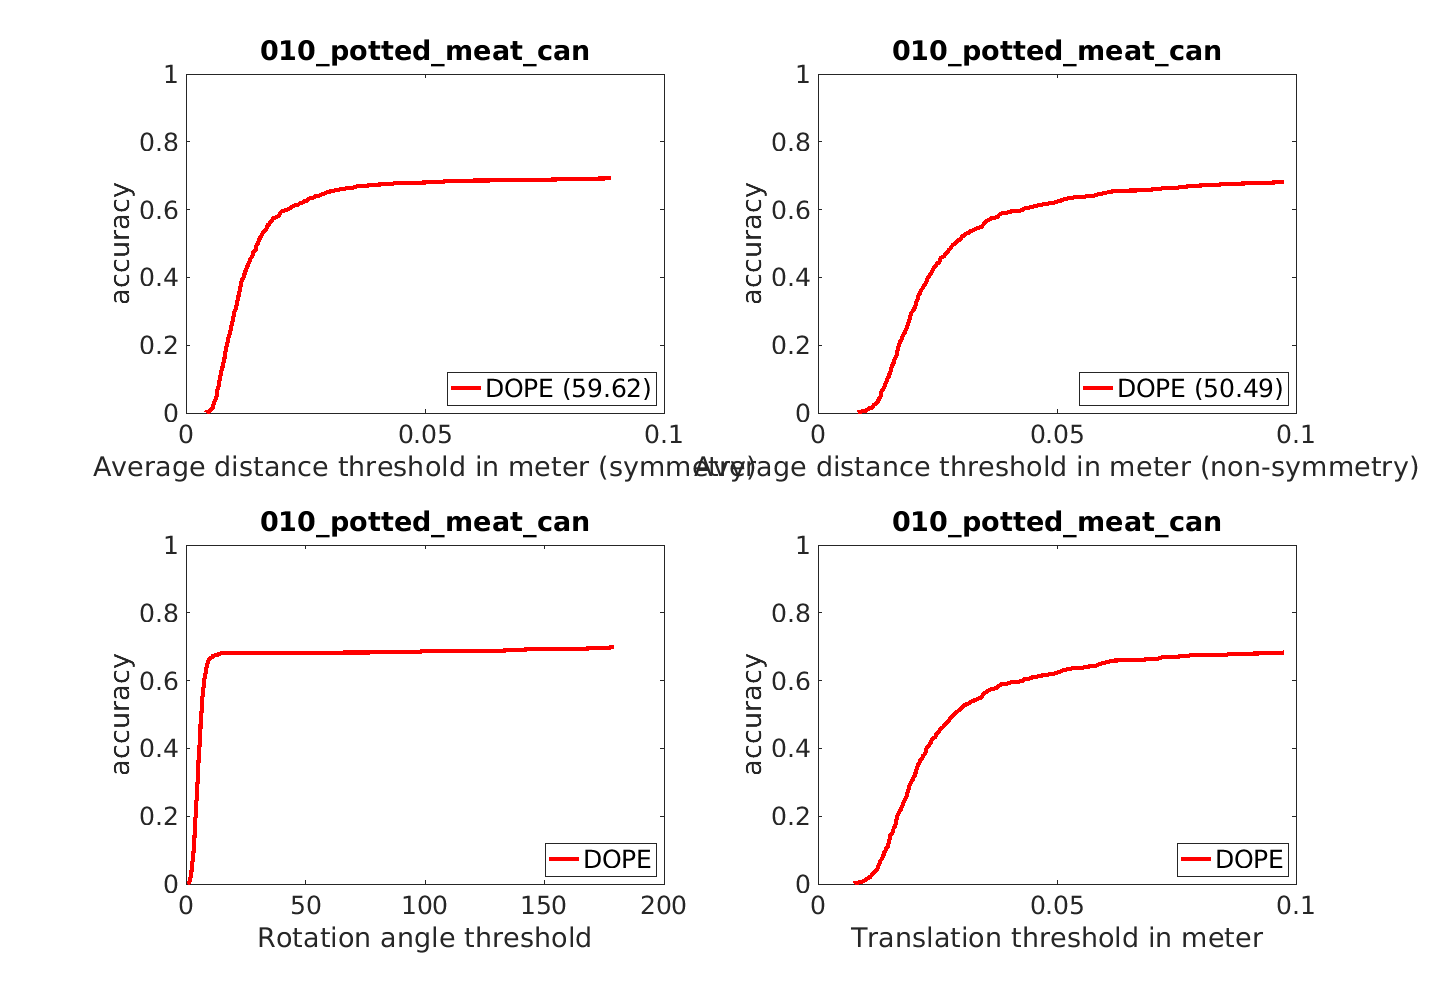 010_potted_meat_can
1
0.8
0.6
0.4
0.2
0
accuracy
0 0.05 0.1
Average distance threshold in meter (symmetry)
DOPE (59.62)
010_potted_meat_can
1
0.8
0.6
0.4
0.2
0
accuracy
0 0.05 0.1
Average distance threshold in meter (non-symmetry)
DOPE (50.49)
010_potted_meat_can
1
0.8
0.6
0.4
0.2
0
accuracy
0 50 100 150 200
Rotation angle threshold
DOPE
010_potted_meat_can
1
0.8
0.6
0.4
0.2
0
accuracy
0 0.05 0.1
Translation threshold in meter
DOPE